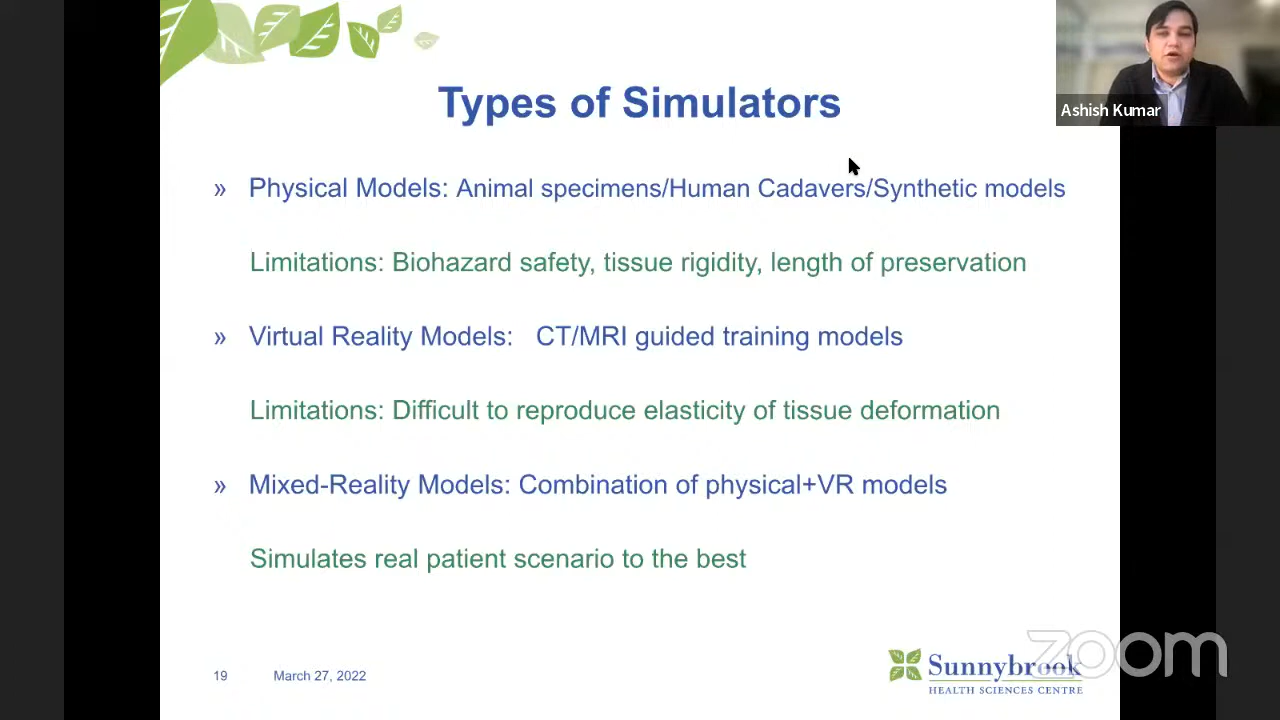 Types of Simulators
Ashish Kumar
» Physical Models: Animal specimens/Human Cadavers/Synthetic models
Limitations: Biohazard safety, tissue rigidity, length of preservation
» Virtual Reality Models: CT/MRI guided training models
Limitations: Difficult to reproduce elasticity of tissue deformation
» Mixed-Reality Models: Combination of physical+VR models
Simulates real patient scenario to the best
19 March 27, 2022
Sunnybrook
HEALTH SCIENCES CENTRE
zoom